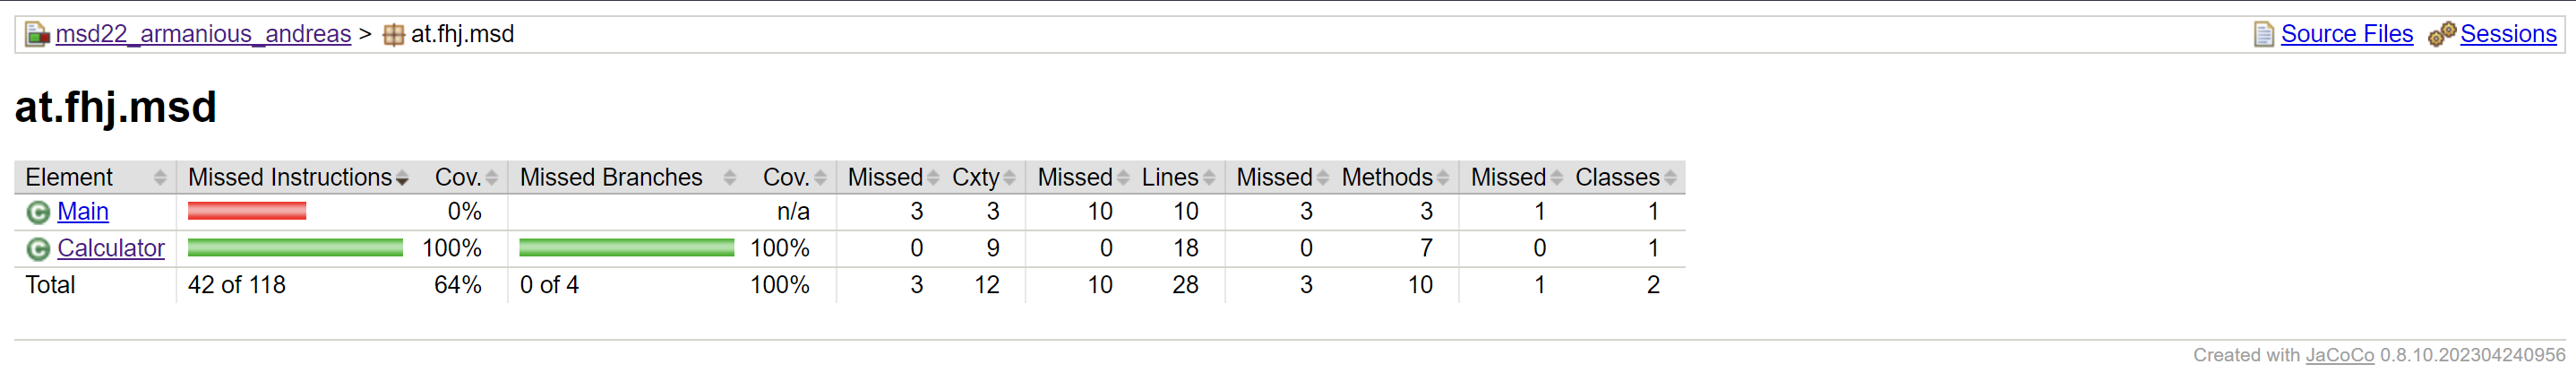 msd22_armanious_andreas > at.fhj.msd Source Files Sessions
at.fhj.msd
Element Missed Instructions Cov. Missed Branches Cov. Missed Cxty Missed Lines Missed Methods Missed Classes
Main 0% n/a 3 3 10 10 3 3 1 1
Calculator 100% 100% 0 9 0 18 0 7 0 1
Total 42 of 118 64% 0 of 4 100% 3 12 10 28 3 10 1 2
Created with JaCoCo 0.8.10.202304240956